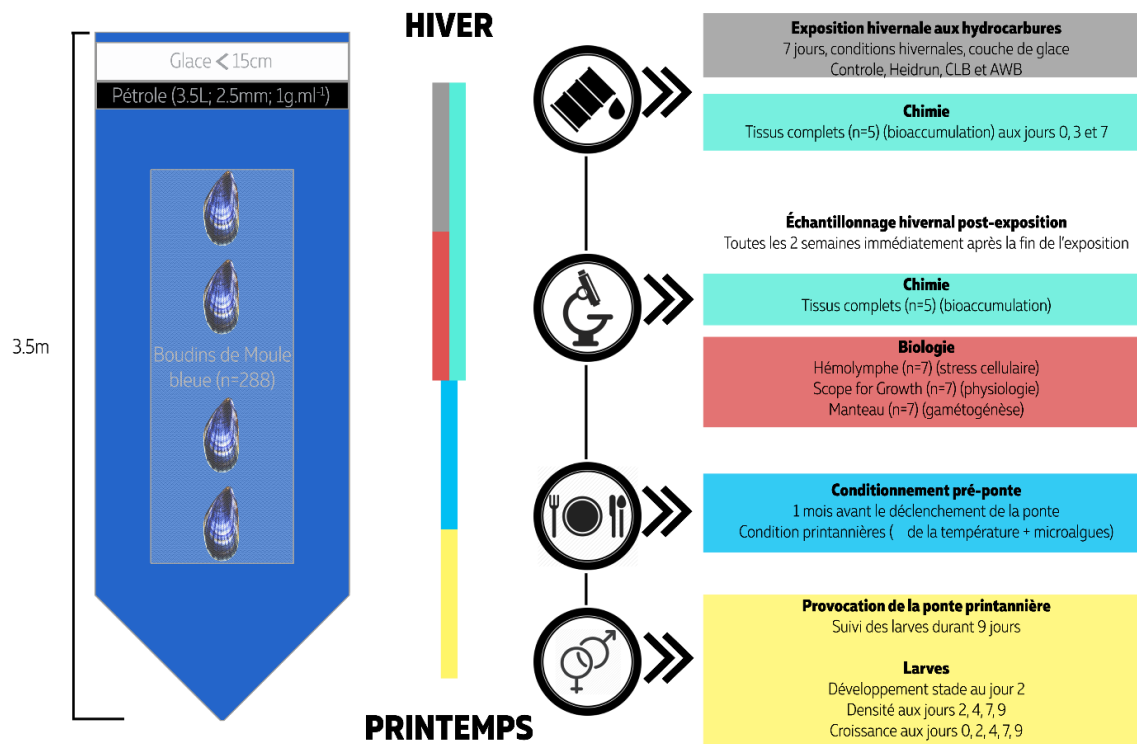 HIVER
Glace < 15cm
Pétrole (3.5L; 2.5mm; 1g.ml⁻¹)
3.5m
Boudins de Moule
bleue (n=288)
PRINTEMPS
Exposition hivernale aux hydrocarbures
7 jours, conditions hivernales, couche de glace
Controle, Heidrun, CLB et AWB
Chimie
Tissus complets (n=5) (bioaccumulation) aux jours 0, 3 et 7
Échantillonnage hivernal post-exposition
Toutes les 2 semaines immédiatement après la fin de l'exposition
Chimie
Tissus complets (n=5) (bioaccumulation)
Biologie
Hémolymphe (n=7) (stress cellulaire)
Scope for Growth (n=7) (physiologie)
Manteau (n=7) (gamétogénèse)
Conditionnement pré-ponte
1 mois avant le déclenchement de la ponte
Condition printannières ( de la température + microalgues)
Provocation de la ponte printannière
Suivi des larves durant 9 jours
Larves
Développement stade au jour 2
Densité aux jours 2, 4, 7, 9
Croissance aux jours 0, 2, 4, 7, 9